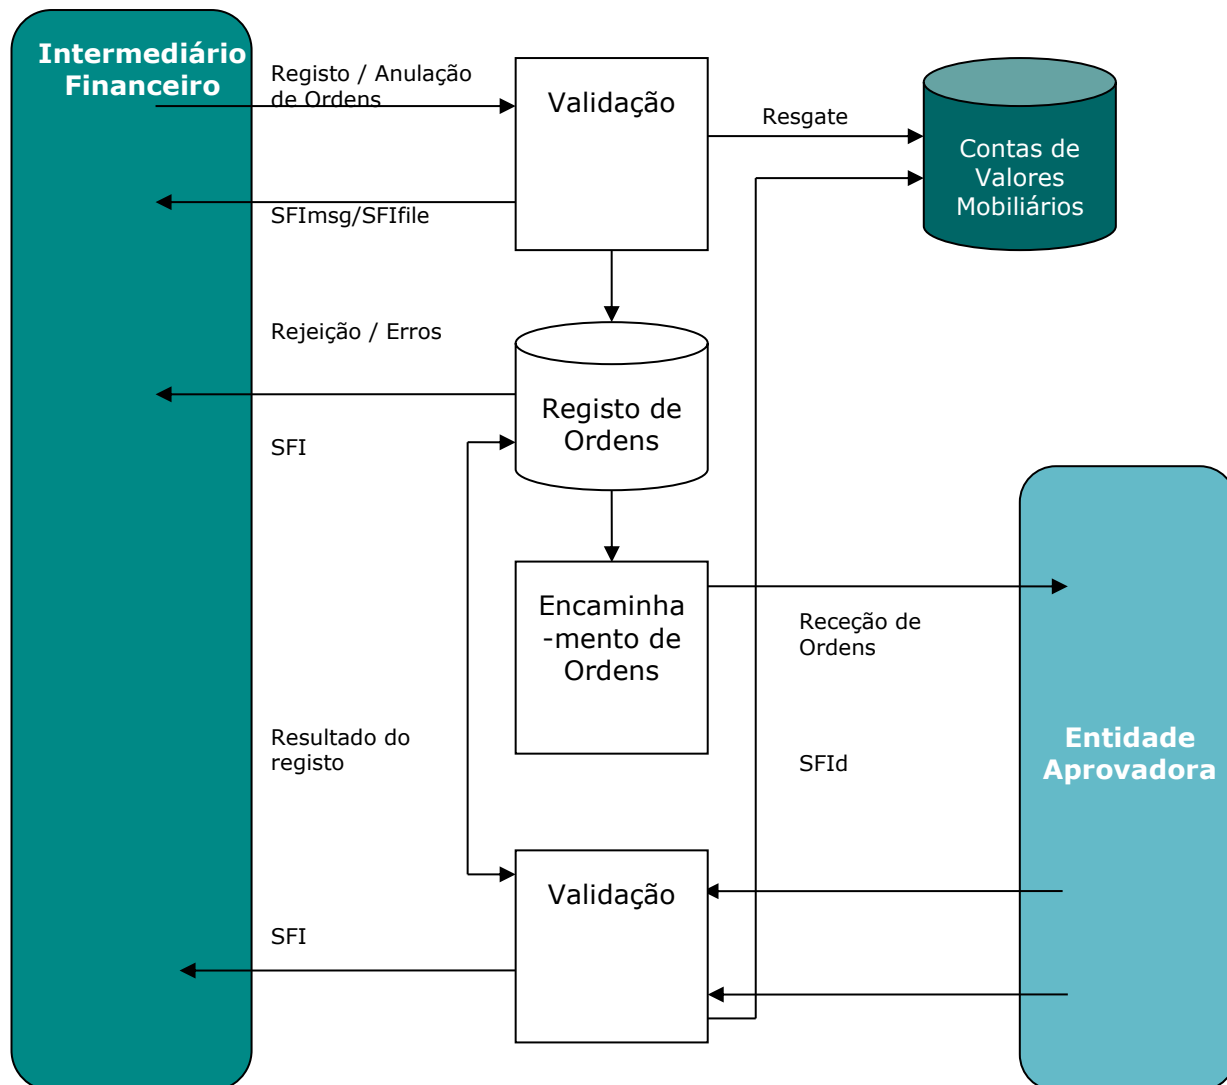 Intermediário
Financeiro
Registo / Anulação
de Ordens
Validação
Resgate
Contas de
Valores
Mobiliários
SFImsg/SFIfile
Rejeição / Erros
Registo de
Ordens
SFI
Encaminha
-mento de
Ordens
Receção de
Ordens
Resultado do
registo
SFId
Entidade
Aprovadora
Validação
SFI